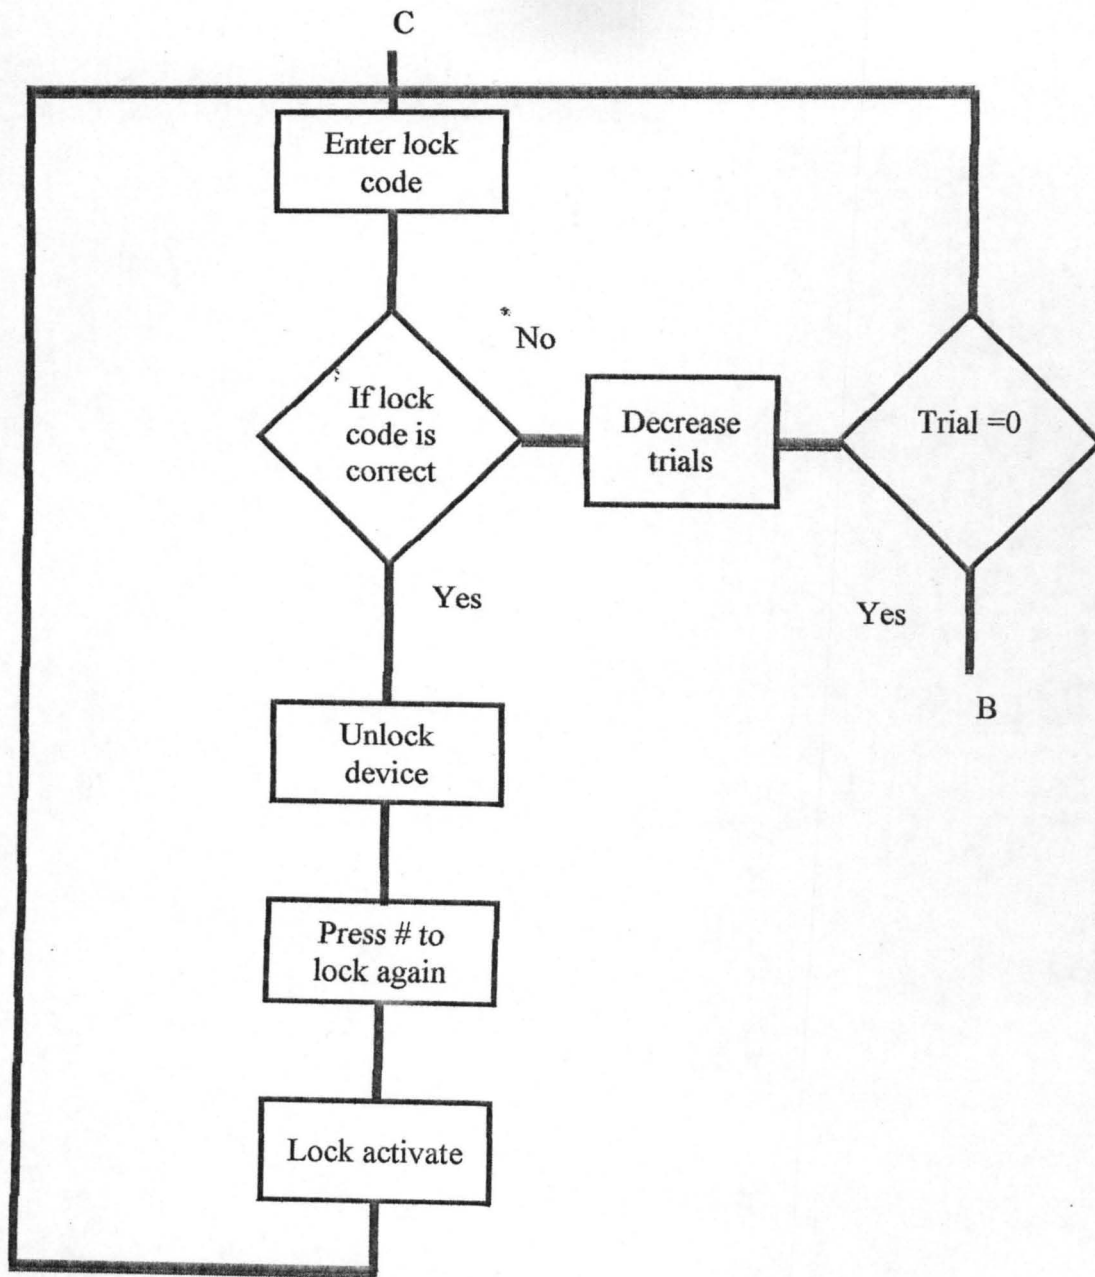 C
Enter lock
code
No
If lock
code is
correct
Decrease
trials
Trial =0
Yes
Yes
B
Unlock
device
Press # to
lock again
Lock activate